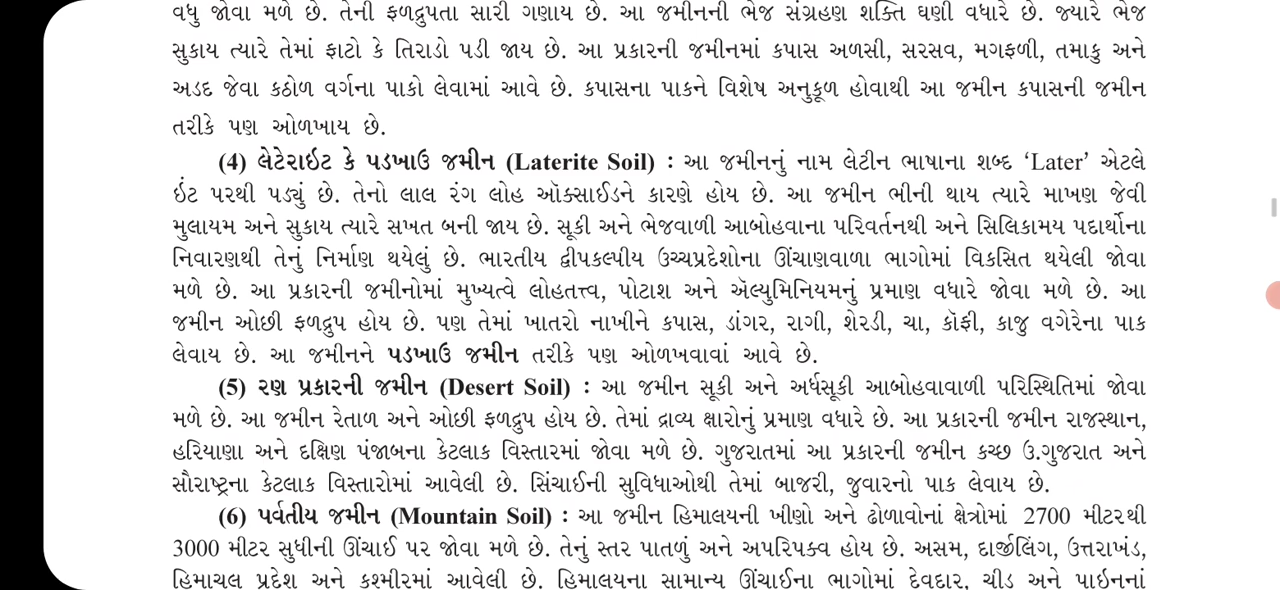 વધુ જોવા મળે છે. તેની ફળદ્રુપતા સારી ગણાય છે. આ જમીનની ભેજ સંગ્રહણ શક્તિ ઘણી વધારે છે. જ્યારે ભેજ
સુકાય ત્યારે તેમાં ફાટો કે તિરાડો પડી જાય છે. આ પ્રકારની જમીનમાં કપાસ અળસી, સરસવ, મગફળી, તમાકુ અને
અડદ જેવા કઠોળ વર્ગના પાકો લેવામાં આવે છે. કપાસના પાકને વિશેષ અનુકૂળ હોવાથી આ જમીન કપાસની જમીન
તરીકે પણ ઓળખાય છે.
(4) લેટેરાઇટ કે પડખાઉ જમીન (Laterite Soil) : આ જમીનનું નામ લેટીન ભાષાના શબ્દ ‘Later’ એટલે
ઇંટ પરથી પડ્યું છે. તેનો લાલ રંગ લોહ ઑક્સાઈડને કારણે હોય છે. આ જમીન ભીની થાય ત્યારે માખણ જેવી
મુલાયમ અને સુકાય ત્યારે સખત બની જાય છે. સૂકી અને ભેજવાળી આબોહવાના પરિવર્તનથી અને સિલિકામય પદાર્થોના
નિવારણથી તેનું નિર્માણ થયેલું છે. ભારતીય દ્વીપકલ્પીય ઉચ્ચપ્રદેશોના ઊંચાણવાળા ભાગોમાં વિકસિત થયેલી જોવા
મળે છે. આ પ્રકારની જમીનોમાં મુખ્યત્વે લોહતત્ત્વ, પોટાશ અને ઍલ્યુમિનિયમનું પ્રમાણ વધારે જોવા મળે છે. આ
જમીન ઓછી ફળદ્રુપ હોય છે. પણ તેમાં ખાતરો નાખીને કપાસ, ડાંગર, રાગી, શેરડી, ચા, કૉફી, કાજુ વગેરેના પાક
લેવાય છે. આ જમીનને પડખાઉ જમીન તરીકે પણ ઓળખવાવાં આવે છે.
(5) રણ પ્રકારની જમીન (Desert Soil) : આ જમીન સૂકી અને અર્ધસૂકી આબોહવાવાળી પરિસ્થિતિમાં જોવા
મળે છે. આ જમીન રેતાળ અને ઓછી ફળદ્રુપ હોય છે. તેમાં દ્રાવ્ય ક્ષારોનું પ્રમાણ વધારે છે. આ પ્રકારની જમીન રાજસ્થાન,
હરિયાણા અને દક્ષિણ પંજાબના કેટલાક વિસ્તારમાં જોવા મળે છે. ગુજરાતમાં આ પ્રકારની જમીન કચ્છ ઉ.ગુજરાત અને
સૌરાષ્ટ્રના કેટલાક વિસ્તારોમાં આવેલી છે. સિંચાઈની સુવિધાઓથી તેમાં બાજરી, જુવારનો પાક લેવાય છે.
(6) પર્વતીય જમીન (Mountain Soil) : આ જમીન હિમાલયની ખીણો અને ઢોળાવોનાં ક્ષેત્રોમાં 2700 મીટરથી
3000 મીટર સુધીની ઊંચાઈ પર જોવા મળે છે. તેનું સ્તર પાતળું અને અપરિપક્વ હોય છે. અસમ, દાર્જીલિંગ, ઉત્તરાખંડ,
હિમાચલ પ્રદેશ અને કશ્મીરમાં આવેલી છે. હિમાલયના સામાન્ય ઊંચાઈના ભાગોમાં દેવદાર, ચીડ અને પાઇનનાં